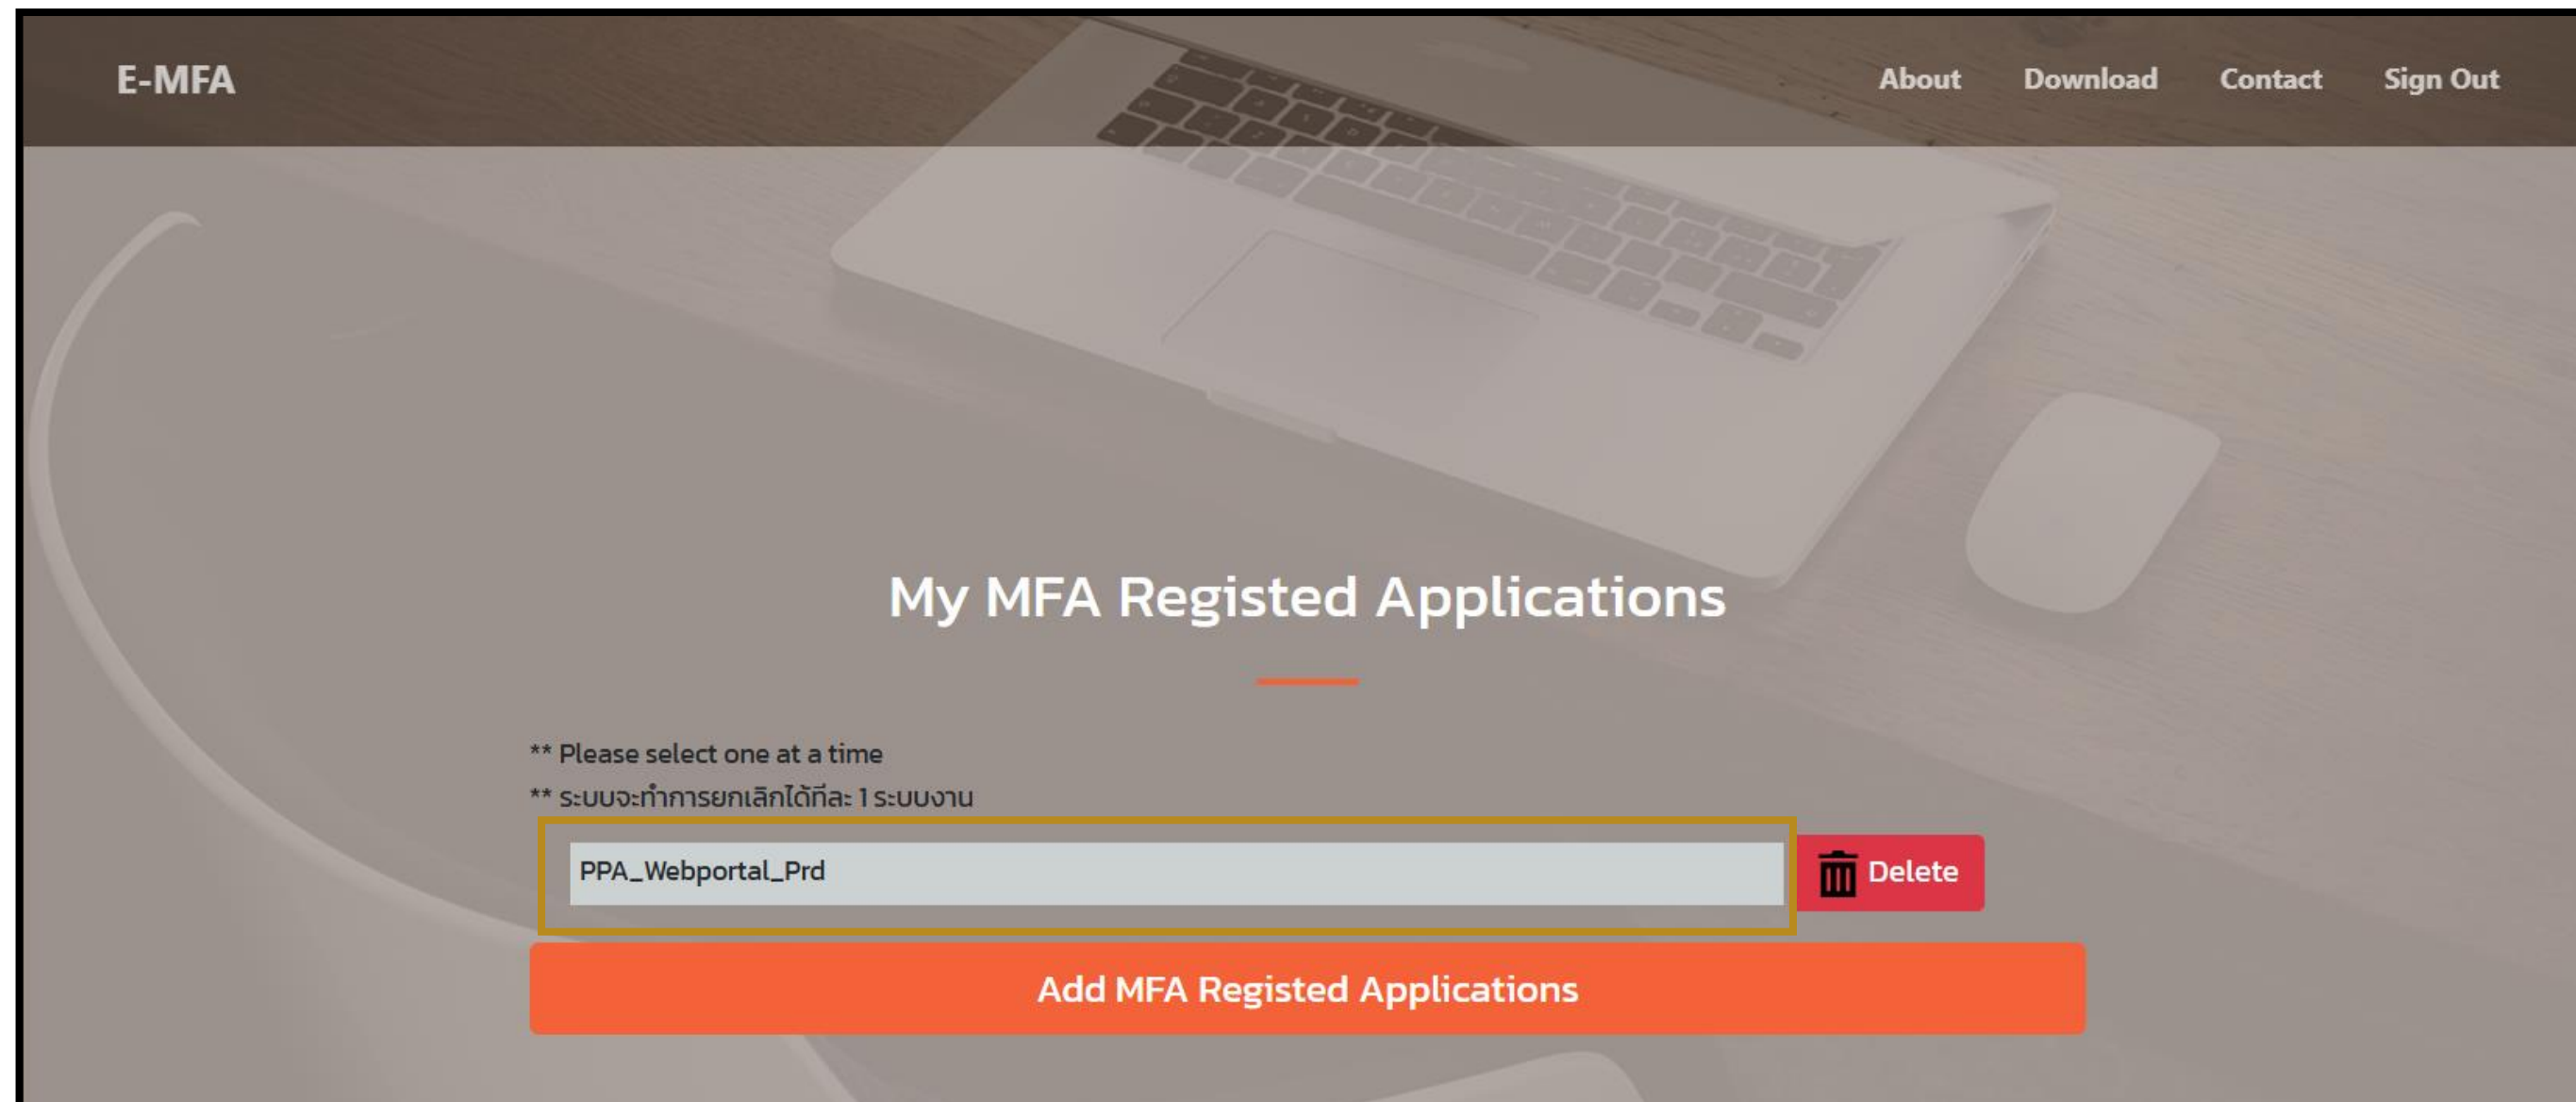 E-MFA
About Download Contact Sign Out
My MFA Registed Applications
** Please select one at a time
** ระบบจะทำการยกเลิกได้ทีละ 1 ระบบงาน
PPA_Webportal_Prd
Delete
Add MFA Registed Applications